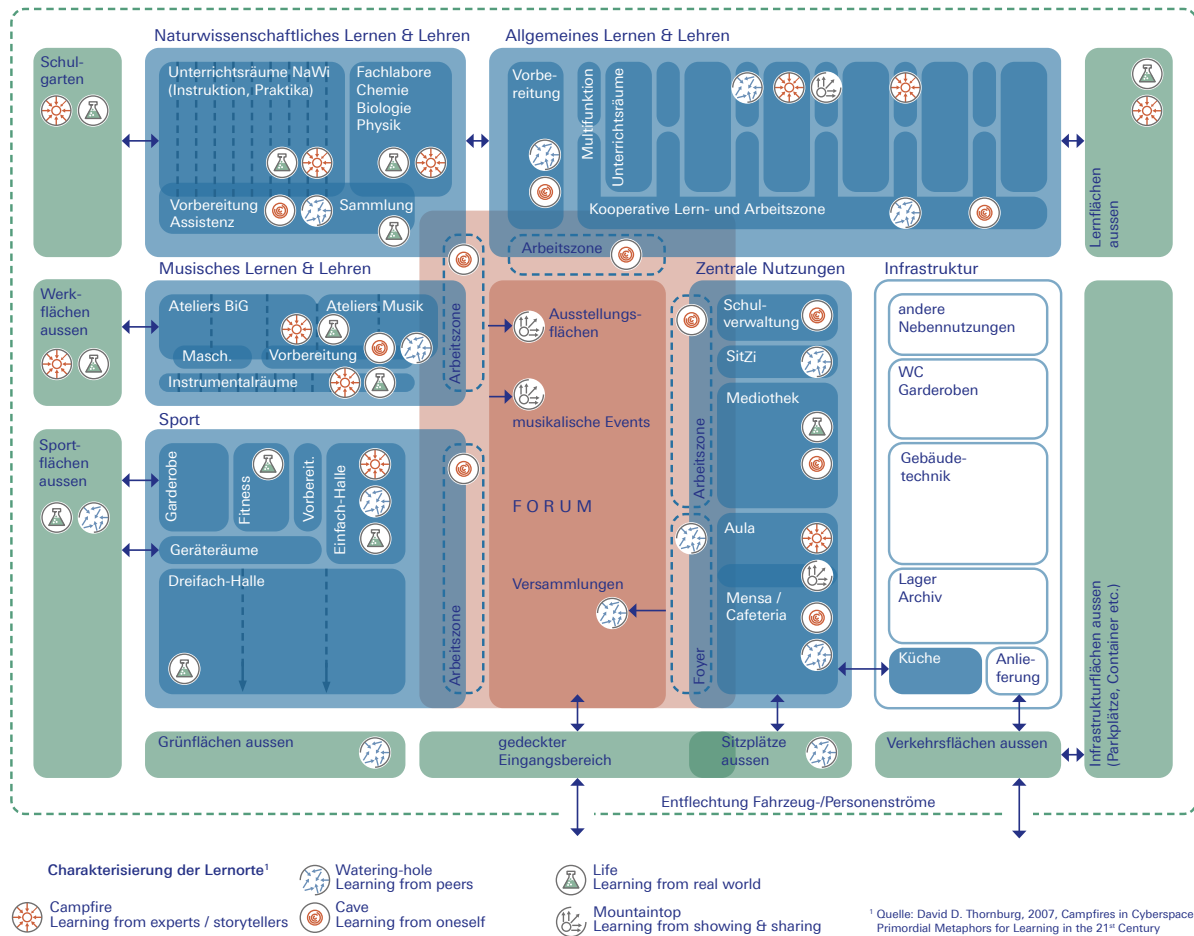 Naturwissenschaftliches Lernen & Lehren
Allgemeines Lernen & Lehren
Schul-
garten
Unterrichtsräume NaWi
(Instruktion, Praktika)
Fachlabore
Chemie
Biologie
Physik
Vorbereitung
Assistenz
Sammlung
Vorbe-
reitung
Multifunktion
Unterrichtsräume
Kooperative Lern- und Arbeitszone
Lernflächen
aussen
Arbeitszone
Musisches Lernen & Lehren
Zentrale Nutzungen
Infrastruktur
Werk-
flächen
aussen
Ateliers BiG
Ateliers Musik
Masch.
Vorbereitung
Instrumentalräume
Arbeitszone
Ausstellungs-
flächen
musikalische Events
FORUM
Versammlungen
Arbeitszone
Foyer
Schul-
verwaltung
SitZi
Mediothek
Aula
Mensa /
Cafeteria
andere
Nebennutzungen
WC
Garderoben
Gebäude-
technik
Lager
Archiv
Küche
Anlie-
ferung
Infrastrukturflächen aussen
(Parkplätze, Container etc.)
Sport
Sport-
flächen
aussen
Garderobe
Fitness
Vorbereit.
Einfach-Halle
Geräteräume
Dreifach-Halle
Arbeitszone
Grünflächen aussen
gedeckter
Eingangsbereich
Sitzplätze
aussen
Verkehrsflächen aussen
Entflechtung Fahrzeug-/Personenströme
Charakterisierung der Lernorte¹
Campfire
Learning from experts / storytellers
Watering-hole
Learning from peers
Cave
Learning from oneself
Life
Learning from real world
Mountaintop
Learning from showing & sharing
¹ Quelle: David D. Thornburg, 2007, Campfires in Cyberspace
Primordial Metaphors for Learning in the 21st Century